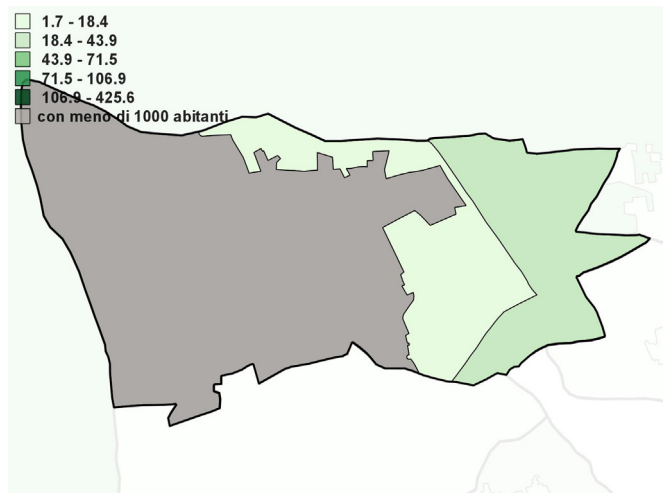 1.7 - 18.4
18.4 - 43.9
43.9 - 71.5
71.5 - 106.9
106.9 - 425.6
con meno di 1000 abitanti